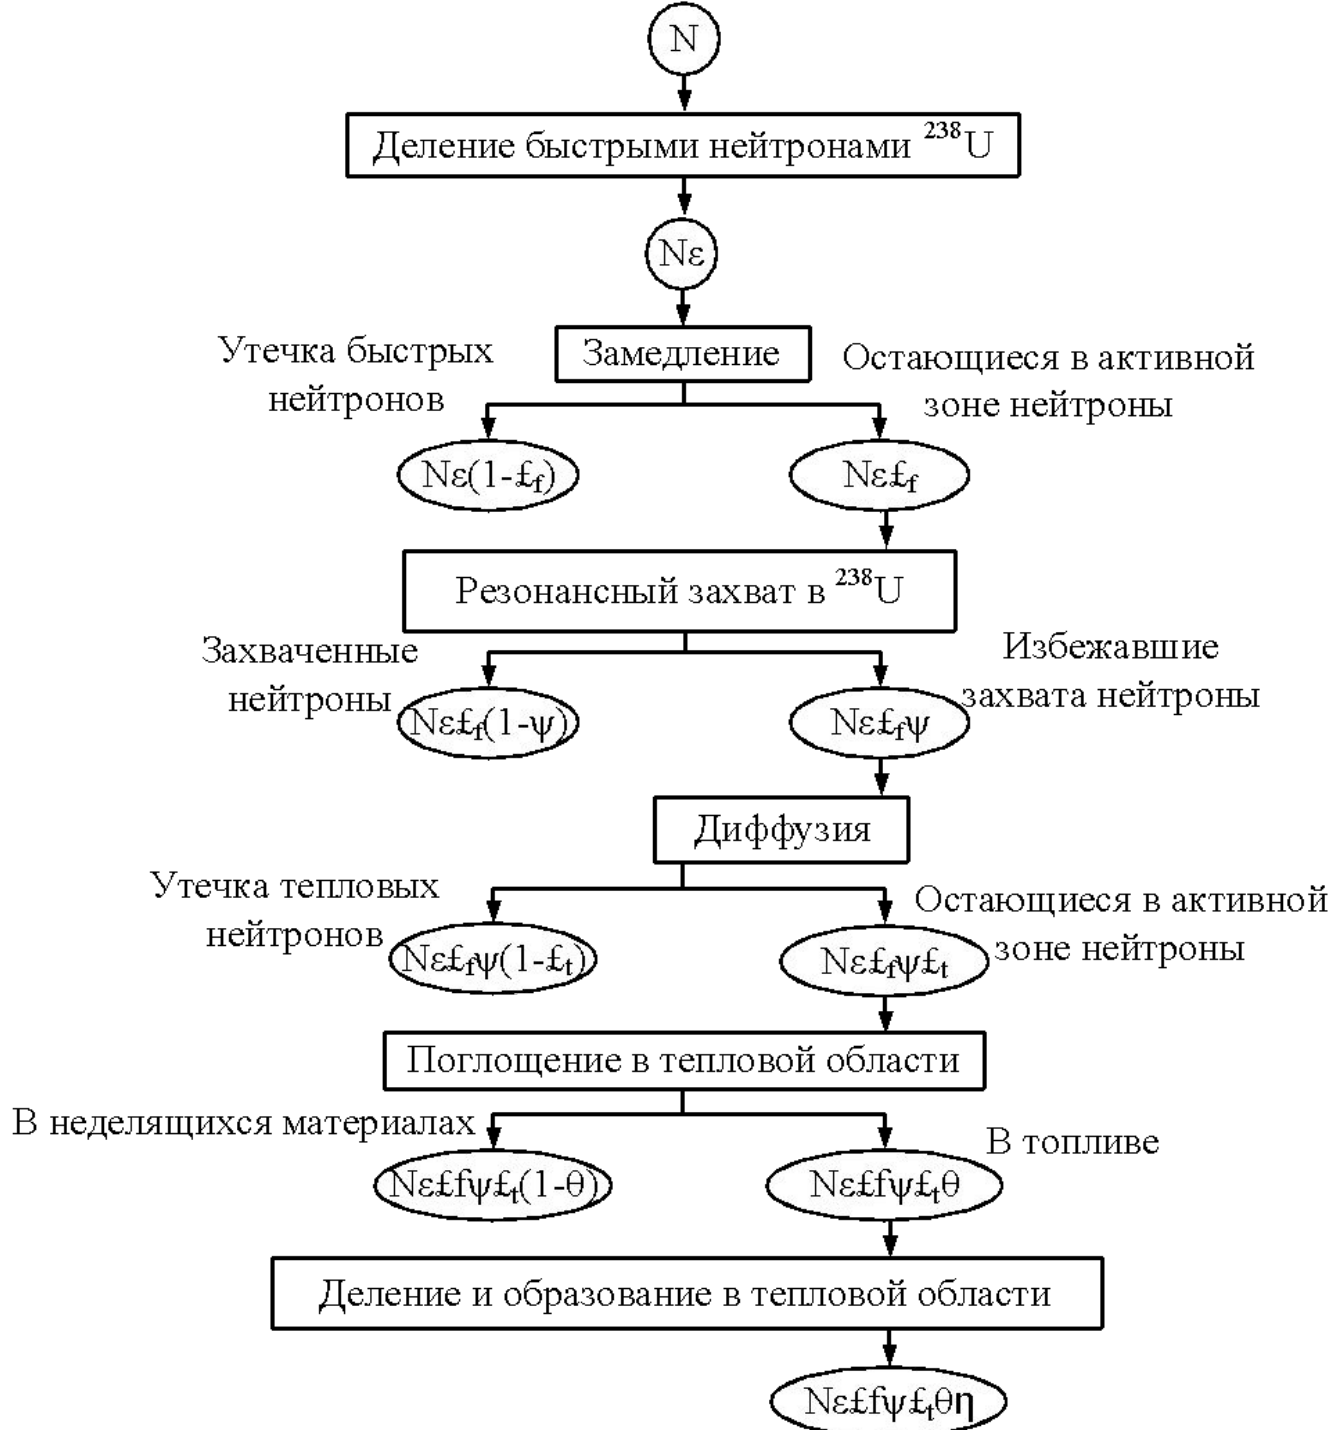 N
Деление быстрыми нейтронами ²³⁸U
Nε
Замедление
Утечка быстрых
нейтронов
Остающиеся в активной
зоне нейтроны
Nε(1-£f)
Nε£f
Резонансный захват в ²³⁸U
Захваченные
нейтроны
Избежавшие
захвата нейтроны
Nε£f(1-ψ)
Nε£fψ
Диффузия
Утечка тепловых
нейтронов
Остающиеся в активной
зоне нейтроны
Nε£fψ(1-£t)
Nε£fψ£t
Поглощение в тепловой области
В неделящихся материалах
В топливе
Nε£fψ£t(1-θ)
Nε£fψ£tθ
Деление и образование в тепловой области
Nε£fψ£tθη